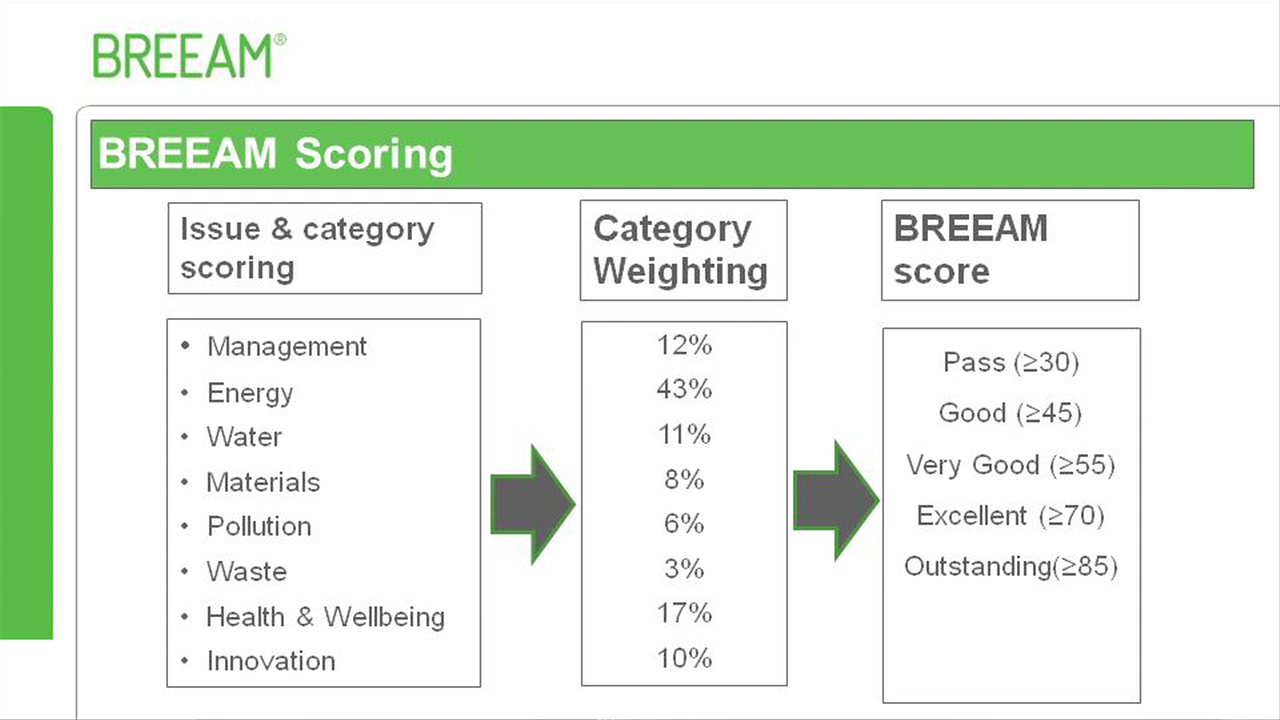 BREEAM®
BREEAM Scoring
Issue & category
scoring
• Management
• Energy
• Water
• Materials
• Pollution
• Waste
• Health & Wellbeing
• Innovation
Category
Weighting
12%
43%
11%
8%
6%
3%
17%
10%
BREEAM
score
Pass (≥30)
Good (≥45)
Very Good (≥55)
Excellent (≥70)
Outstanding(≥85)